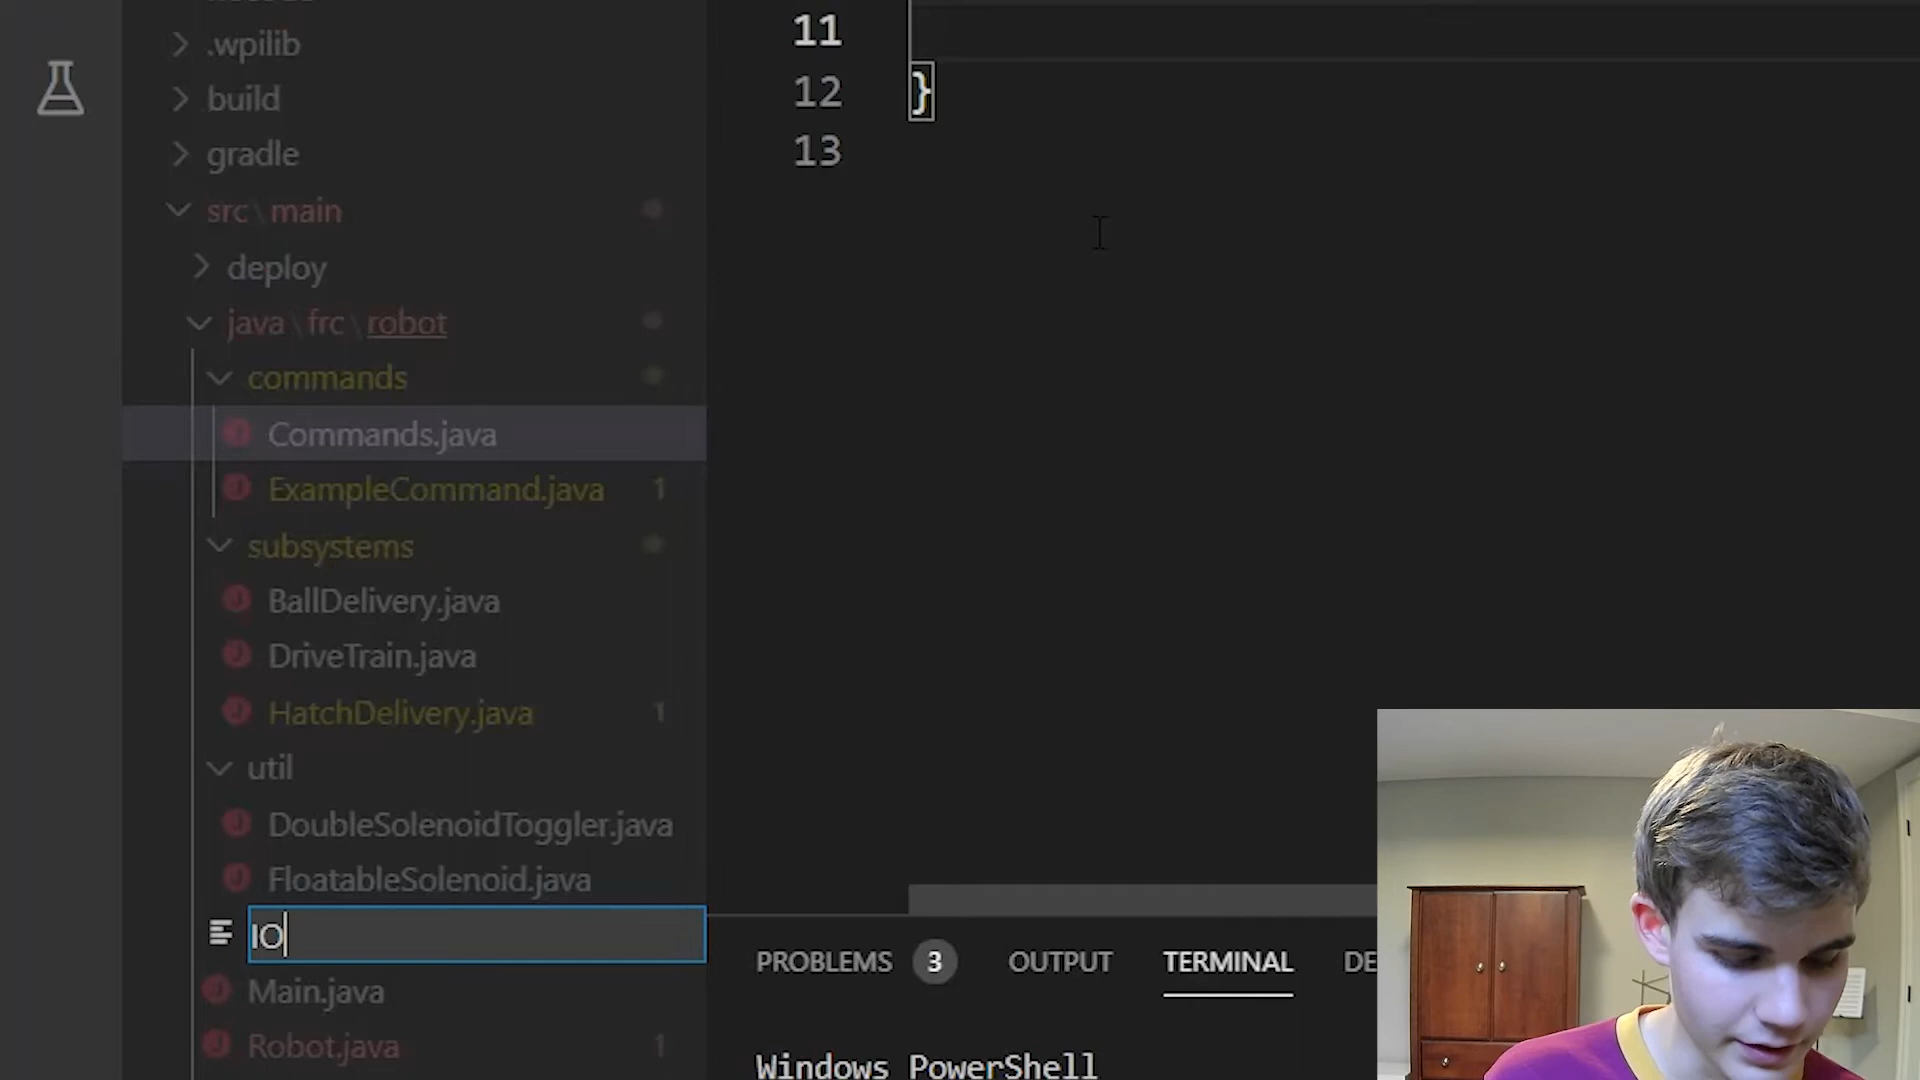 .wpilib
build
gradle
src\main
deploy
java\frc\robot
commands
Commands.java
ExampleCommand.java 1
subsystems
BallDelivery.java
DriveTrain.java
HatchDelivery.java 1
util
DoubleSolenoidToggler.java
FloatableSolenoid.java
IO
Main.java
Robot.java 1
11
12 }
13
PROBLEMS 3 OUTPUT TERMINAL DE
Windows PowerShell